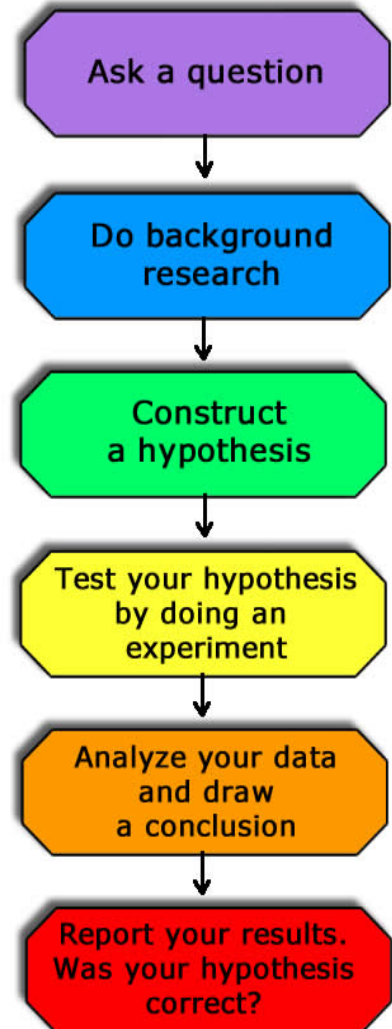 Ask a question
Do background
research
Construct
a hypothesis
Test your hypothesis
by doing an
experiment
Analyze your data
and draw
a conclusion
Report your results.
Was your hypothesis
correct?